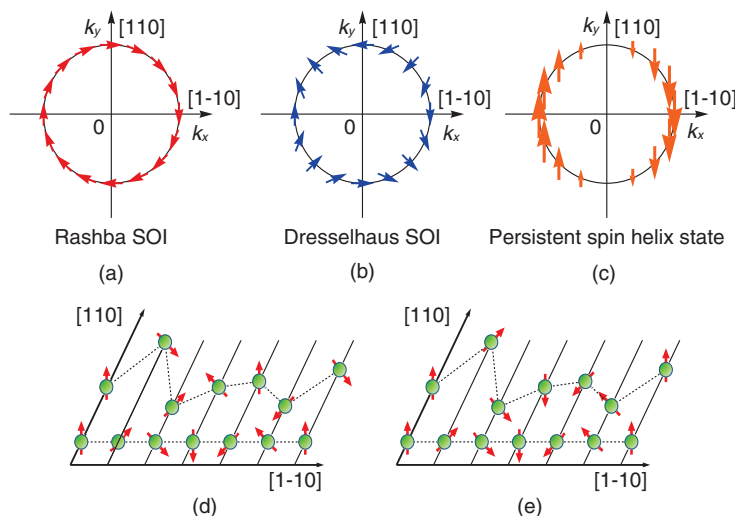 ky [110]
[1-10]
0
kx
Rashba SOI
(a)
ky [110]
[1-10]
0
kx
Dresselhaus SOI
(b)
ky [110]
[1-10]
0
kx
Persistent spin helix state
(c)
[110]
[1-10]
(d)
[110]
[1-10]
(e)